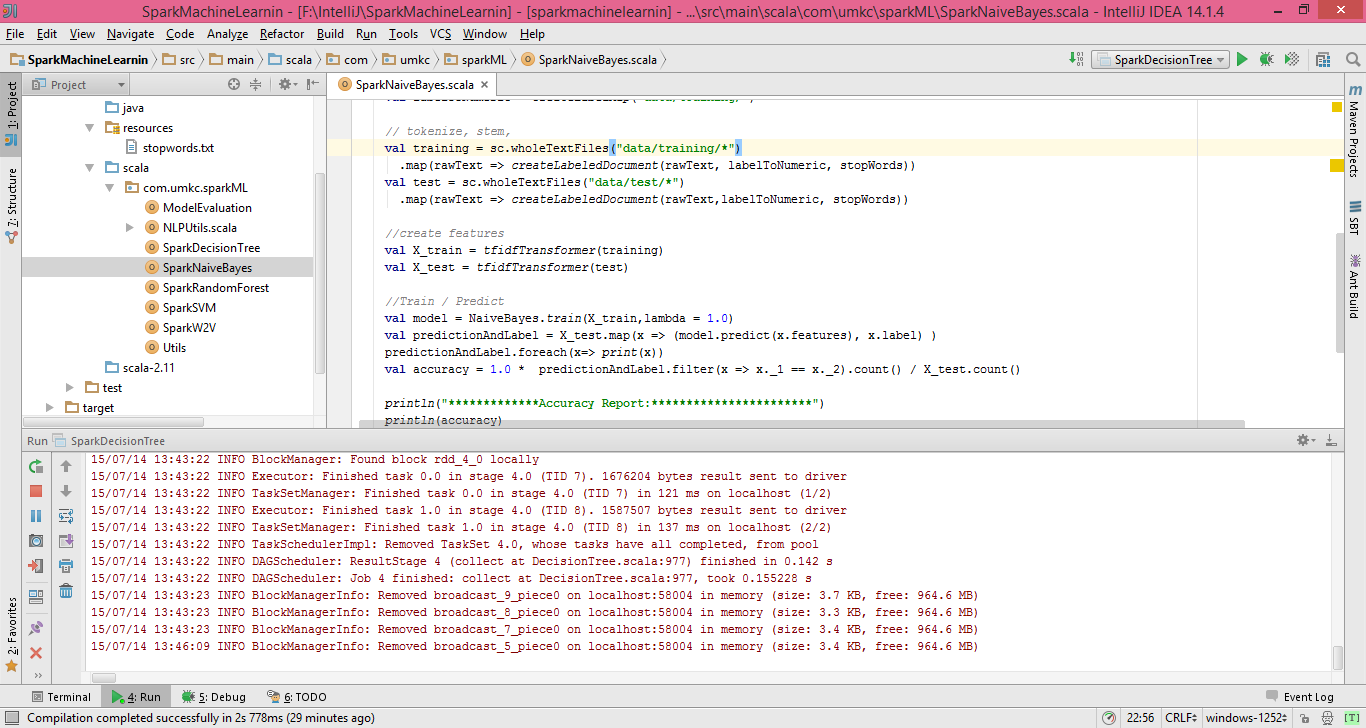 SparkMachineLearnin - [F:\IntelliJ\SparkMachineLearnin] - [sparkmachinelearnin] - ...\src\main\scala\com\umkc\sparkML\SparkNaiveBayes.scala - IntelliJ IDEA 14.1.4
File Edit View Navigate Code Analyze Refactor Build Run Tools VCS Window Help
SparkMachineLearnin src main scala com umkc sparkML SparkNaiveBayes.scala SparkDecisionTree
Project SparkNaiveBayes.scala
1: Project
7: Structure
2: Favorites
java
resources
stopwords.txt
scala
com.umkc.sparkML
ModelEvaluation
NLPUtils.scala
SparkDecisionTree
SparkNaiveBayes
SparkRandomForest
SparkSVM
SparkW2V
Utils
scala-2.11
test
target
// tokenize, stem,
val training = sc.wholeTextFiles("data/training/*")
.map(rawText => createLabeledDocument(rawText, labelToNumeric, stopWords))
val test = sc.wholeTextFiles("data/test/*")
.map(rawText => createLabeledDocument(rawText,labelToNumeric, stopWords))
//create features
val X_train = tfidfTransformer(training)
val X_test = tfidfTransformer(test)
//Train / Predict
val model = NaiveBayes.train(X_train,lambda = 1.0)
val predictionAndLabel = X_test.map(x => (model.predict(x.features), x.label) )
predictionAndLabel.foreach(x=> print(x))
val accuracy = 1.0 *  predictionAndLabel.filter(x => x._1 == x._2).count() / X_test.count()
println("*************Accuracy Report:***********************")
println(accuracy)
Maven Projects
SBT
Ant Build
Run SparkDecisionTree
15/07/14 13:43:22 INFO BlockManager: Found block rdd_4_0 locally
15/07/14 13:43:22 INFO Executor: Finished task 0.0 in stage 4.0 (TID 7). 1676204 bytes result sent to driver
15/07/14 13:43:22 INFO TaskSetManager: Finished task 0.0 in stage 4.0 (TID 7) in 121 ms on localhost (1/2)
15/07/14 13:43:22 INFO Executor: Finished task 1.0 in stage 4.0 (TID 8). 1587507 bytes result sent to driver
15/07/14 13:43:22 INFO TaskSetManager: Finished task 1.0 in stage 4.0 (TID 8) in 137 ms on localhost (2/2)
15/07/14 13:43:22 INFO TaskSchedulerImpl: Removed TaskSet 4.0, whose tasks have all completed, from pool
15/07/14 13:43:22 INFO DAGScheduler: ResultStage 4 (collect at DecisionTree.scala:977) finished in 0.142 s
15/07/14 13:43:22 INFO DAGScheduler: Job 4 finished: collect at DecisionTree.scala:977, took 0.155228 s
15/07/14 13:43:23 INFO BlockManagerInfo: Removed broadcast_9_piece0 on localhost:58004 in memory (size: 3.7 KB, free: 964.6 MB)
15/07/14 13:43:23 INFO BlockManagerInfo: Removed broadcast_8_piece0 on localhost:58004 in memory (size: 3.3 KB, free: 964.6 MB)
15/07/14 13:43:23 INFO BlockManagerInfo: Removed broadcast_7_piece0 on localhost:58004 in memory (size: 3.4 KB, free: 964.6 MB)
15/07/14 13:46:09 INFO BlockManagerInfo: Removed broadcast_5_piece0 on localhost:58004 in memory (size: 3.4 KB, free: 964.6 MB)
Terminal 4: Run 5: Debug 6: TODO Event Log
Compilation completed successfully in 2s 778ms (29 minutes ago) 22:56 CRLF windows-1252 [T]